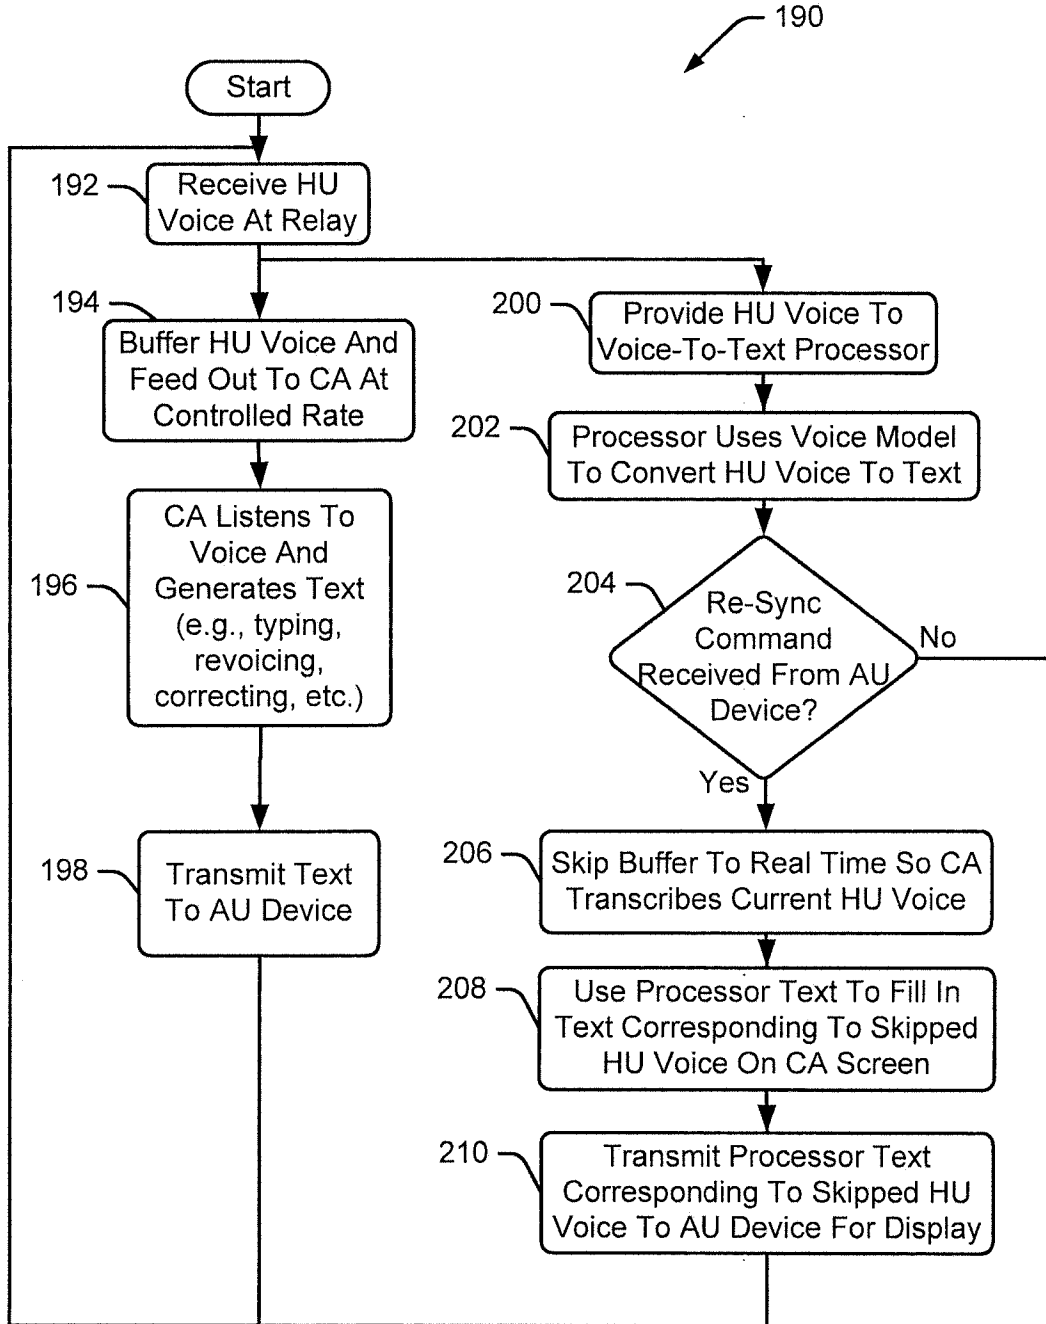 190
Start
192
Receive HU
Voice At Relay
194
Buffer HU Voice And
Feed Out To CA At
Controlled Rate
196
CA Listens To
Voice And
Generates Text
(e.g., typing,
revoicing,
correcting, etc.)
198
Transmit Text
To AU Device
200
Provide HU Voice To
Voice-To-Text Processor
202
Processor Uses Voice Model
To Convert HU Voice To Text
204
Re-Sync
Command
Received From AU
Device?
No
Yes
206
Skip Buffer To Real Time So CA
Transcribes Current HU Voice
208
Use Processor Text To Fill In
Text Corresponding To Skipped
HU Voice On CA Screen
210
Transmit Processor Text
Corresponding To Skipped HU
Voice To AU Device For Display